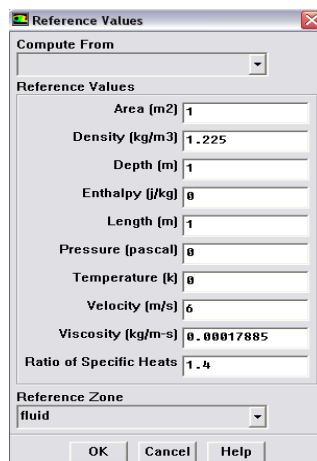 Reference Values
Compute From
Reference Values
Area (m2) 1
Density (kg/m3) 1.225
Depth (m) 1
Enthalpy (j/kg) 0
Length (m) 1
Pressure (pascal) 0
Temperature (k) 0
Velocity (m/s) 6
Viscosity (kg/m-s) 0.00017885
Ratio of Specific Heats 1.4
Reference Zone
fluid
OK Cancel Help